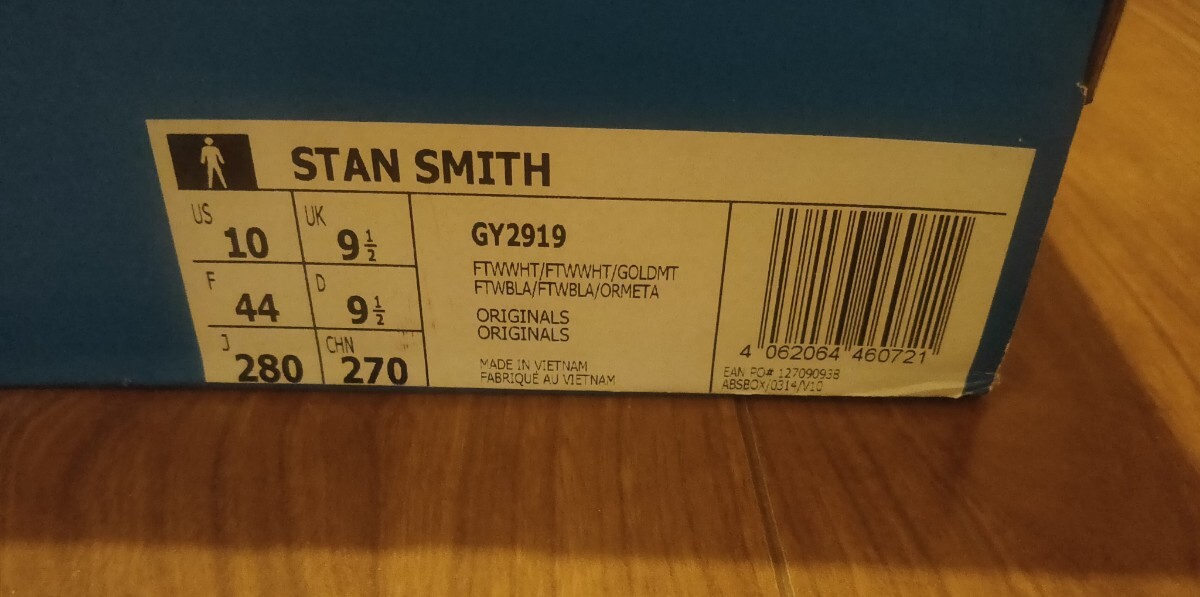 STAN SMITH
US 10 UK 9 1/2
F 44 D 9 1/2
J 280 CHN 270
GY2919
FTWWHT/FTWWHT/GOLDMT
FTWBLA/FTWBLA/ORMETA
ORIGINALS
ORIGINALS
MADE IN VIETNAM
FABRIQUÉ AU VIETNAM
4 062064 460721
EAN PO# 127090938
ABSBOX/0314/V10